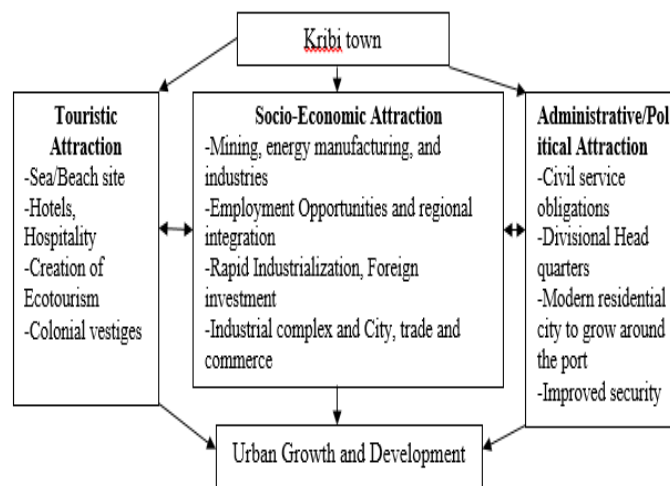 Kribi town
Touristic
Attraction
-Sea/Beach site
-Hotels,
Hospitality
-Creation of
Ecotourism
-Colonial vestiges
Socio-Economic Attraction
-Mining, energy manufacturing, and
industries
-Employment Opportunities and regional
integration
-Rapid Industrialization, Foreign
investment
-Industrial complex and City, trade and
commerce
Administrative/Pol
itical Attraction
-Civil service
obligations
-Divisional Head
quarters
-Modern residential
city to grow around
the port
-Improved security
Urban Growth and Development